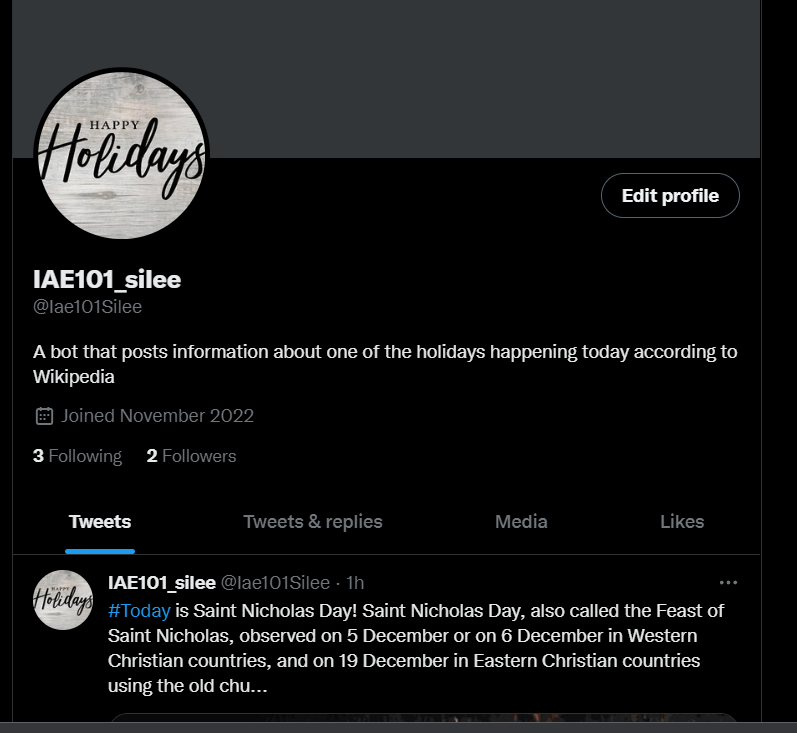 HAPPY
Holidays
Edit profile
IAE101_silee
@Iae101Silee
A bot that posts information about one of the holidays happening today according to
Wikipedia
Joined November 2022
3 Following 2 Followers
Tweets Tweets & replies Media Likes
HAPPY
Holidays
IAE101_silee @Iae101Silee · 1h
#Today is Saint Nicholas Day! Saint Nicholas Day, also called the Feast of
Saint Nicholas, observed on 5 December or on 6 December in Western
Christian countries, and on 19 December in Eastern Christian countries
using the old chu...